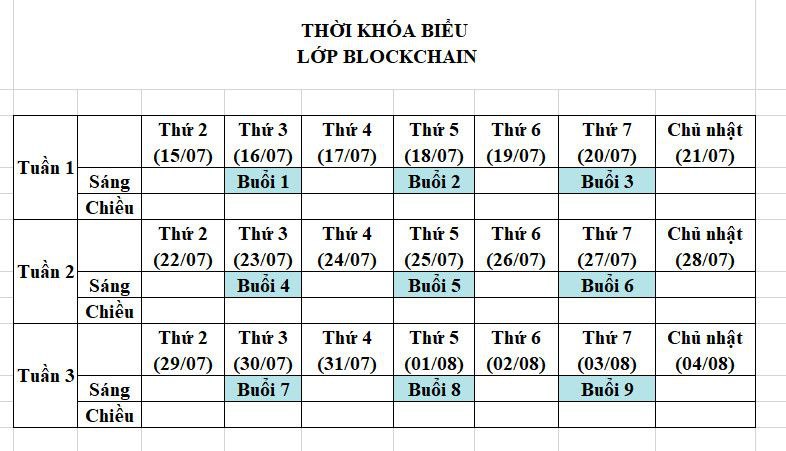 THỜI KHÓA BIỂU
LỚP BLOCKCHAIN
Thứ 2 Thứ 3 Thứ 4 Thứ 5 Thứ 6 Thứ 7 Chủ nhật
Tuần 1 (15/07) (16/07) (17/07) (18/07) (19/07) (20/07) (21/07)
Sáng Buổi 1 Buổi 2 Buổi 3
Chiều
Thứ 2 Thứ 3 Thứ 4 Thứ 5 Thứ 6 Thứ 7 Chủ nhật
Tuần 2 (22/07) (23/07) (24/07) (25/07) (26/07) (27/07) (28/07)
Sáng Buổi 4 Buổi 5 Buổi 6
Chiều
Thứ 2 Thứ 3 Thứ 4 Thứ 5 Thứ 6 Thứ 7 Chủ nhật
Tuần 3 (29/07) (30/07) (31/07) (01/08) (02/08) (03/08) (04/08)
Sáng Buổi 7 Buổi 8 Buổi 9
Chiều